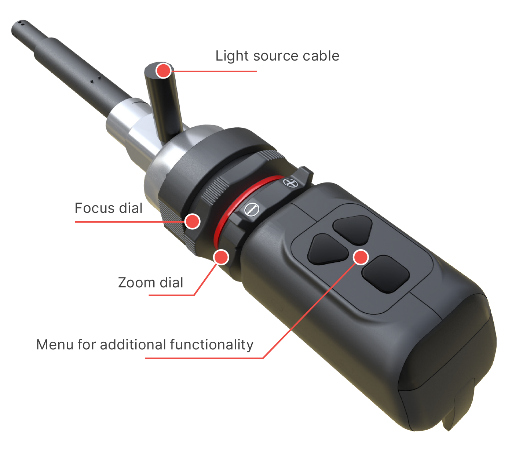 Light source cable
Focus dial
Zoom dial
Menu for additional functionality